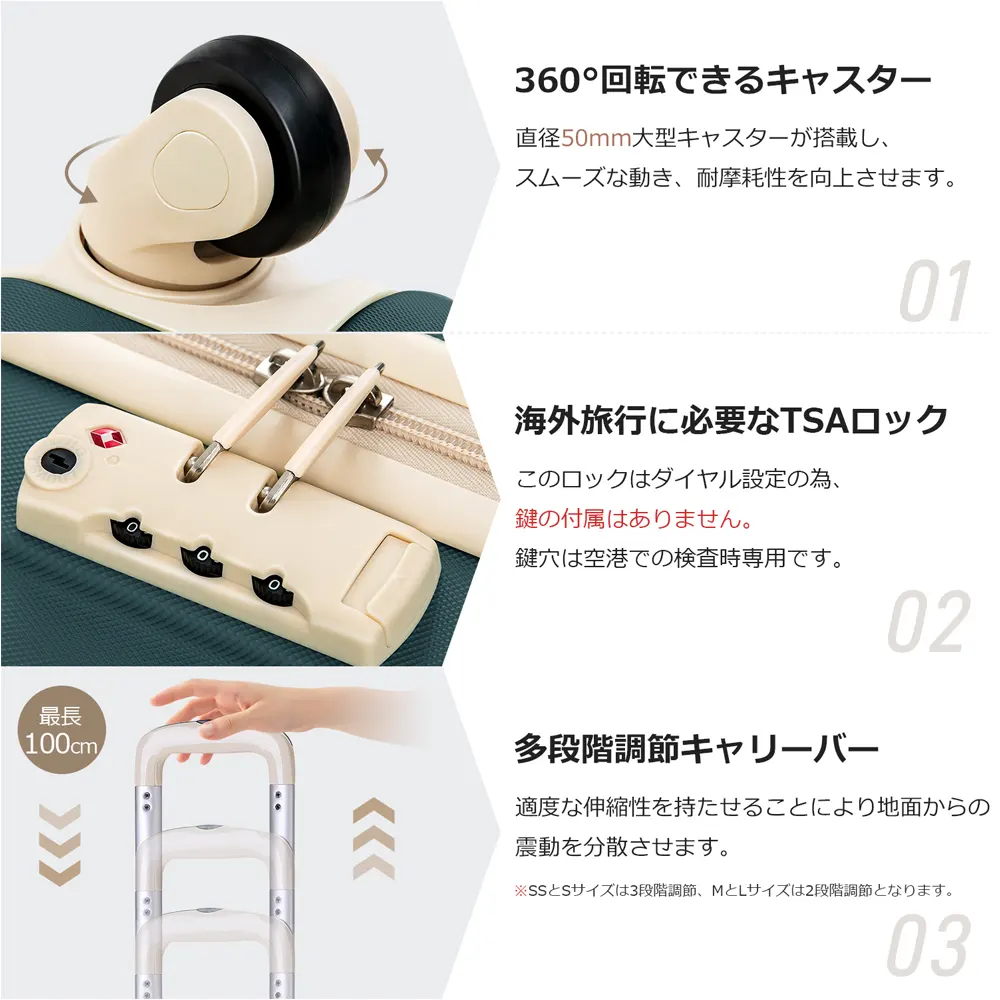 360°回転できるキャスター
直径50mm大型キャスターが搭載し、
スムーズな動き、耐摩耗性を向上させます。
01
海外旅行に必要なTSAロック
このロックはダイヤル設定の為、
鍵の付属はありません。
鍵穴は空港での検査時専用です。
0
0
0
02
最長
100cm
多段階調節キャリーバー
適度な伸縮性を持たせることにより地面からの
震動を分散させます。
※SSとSサイズは3段階調節、MとLサイズは2段階調節となります。
03